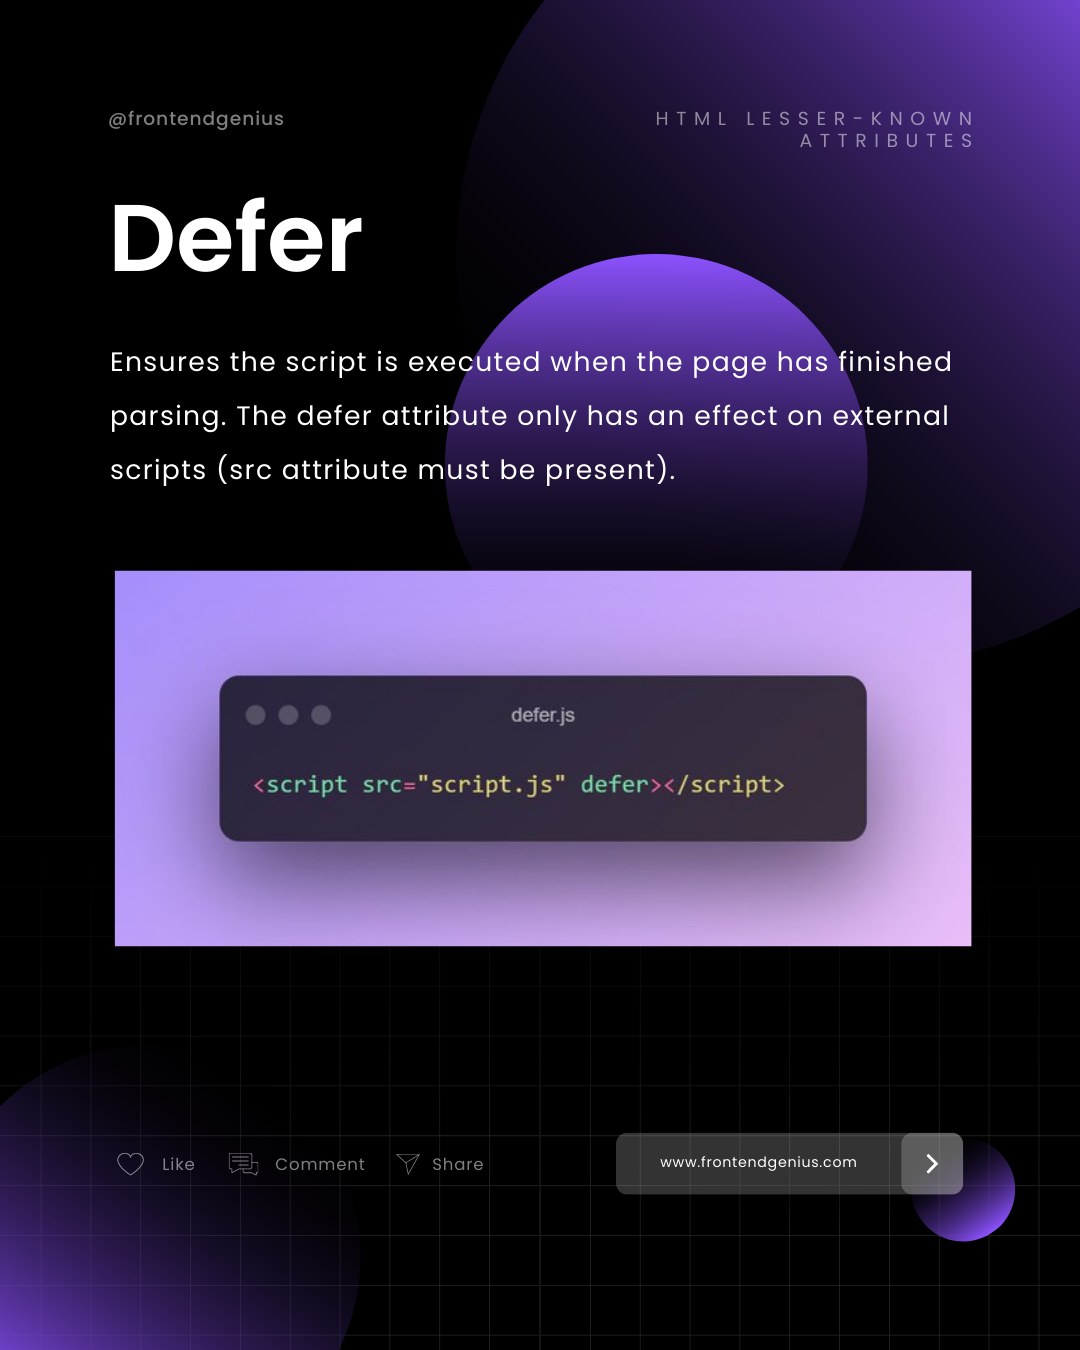 @frontendgenius
HTML LESSER-KNOWN
ATTRIBUTES
Defer
Ensures the script is executed when the page has finished
parsing. The defer attribute only has an effect on external
scripts (src attribute must be present).
defer.js
<script src="script.js" defer></script>
Like Comment Share
www.frontendgenius.com